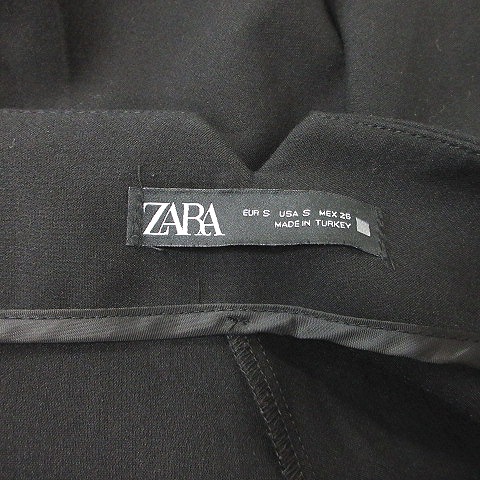 ZARA
EUR S USA S MEX 26
MADE IN TURKEY